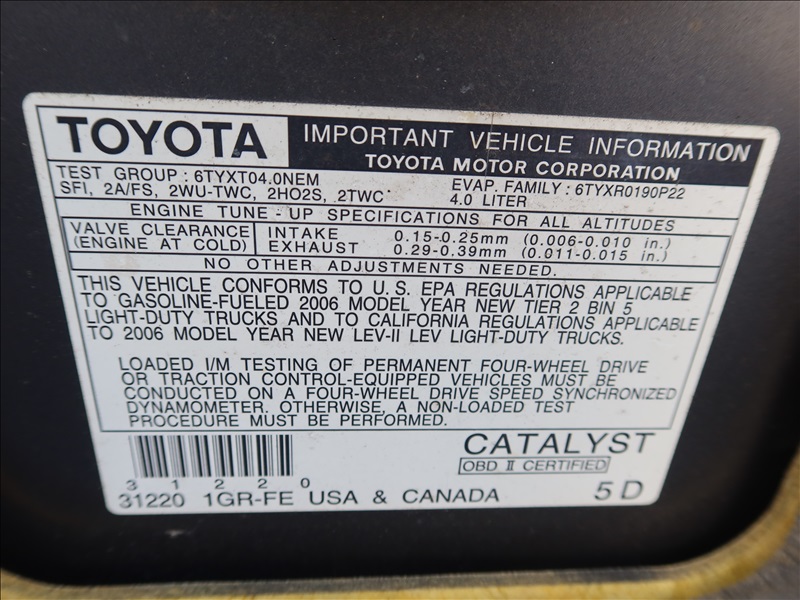 TOYOTA
IMPORTANT VEHICLE INFORMATION
TOYOTA MOTOR CORPORATION
TEST GROUP : 6TYXT04.0NEM
EVAP. FAMILY : 6TYXR0190P22
SFI, 2A/FS, 2WU-TWC, 2HO2S, 2TWC
4.0 LITER
ENGINE TUNE - UP SPECIFICATIONS FOR ALL ALTITUDES
VALVE CLEARANCE
(ENGINE AT COLD)
INTAKE 0.15-0.25mm (0.006-0.010 in.)
EXHAUST 0.29-0.39mm (0.011-0.015 in.)
NO OTHER ADJUSTMENTS NEEDED.
THIS VEHICLE CONFORMS TO U.S. EPA REGULATIONS APPLICABLE
TO GASOLINE-FUELED 2006 MODEL YEAR NEW TIER 2 BIN 5
LIGHT-DUTY TRUCKS AND TO CALIFORNIA REGULATIONS APPLICABLE
TO 2006 MODEL YEAR NEW LEV-II LEV LIGHT-DUTY TRUCKS.
LOADED I/M TESTING OF PERMANENT FOUR-WHEEL DRIVE
OR TRACTION CONTROL-EQUIPPED VEHICLES MUST BE
CONDUCTED ON A FOUR-WHEEL DRIVE SPEED SYNCHRONIZED
DYNAMOMETER. OTHERWISE, A NON-LOADED TEST
PROCEDURE MUST BE PERFORMED.
CATALYST
OBD II CERTIFIED
3 1 2 2 0
31220 1GR-FE USA & CANADA 5D